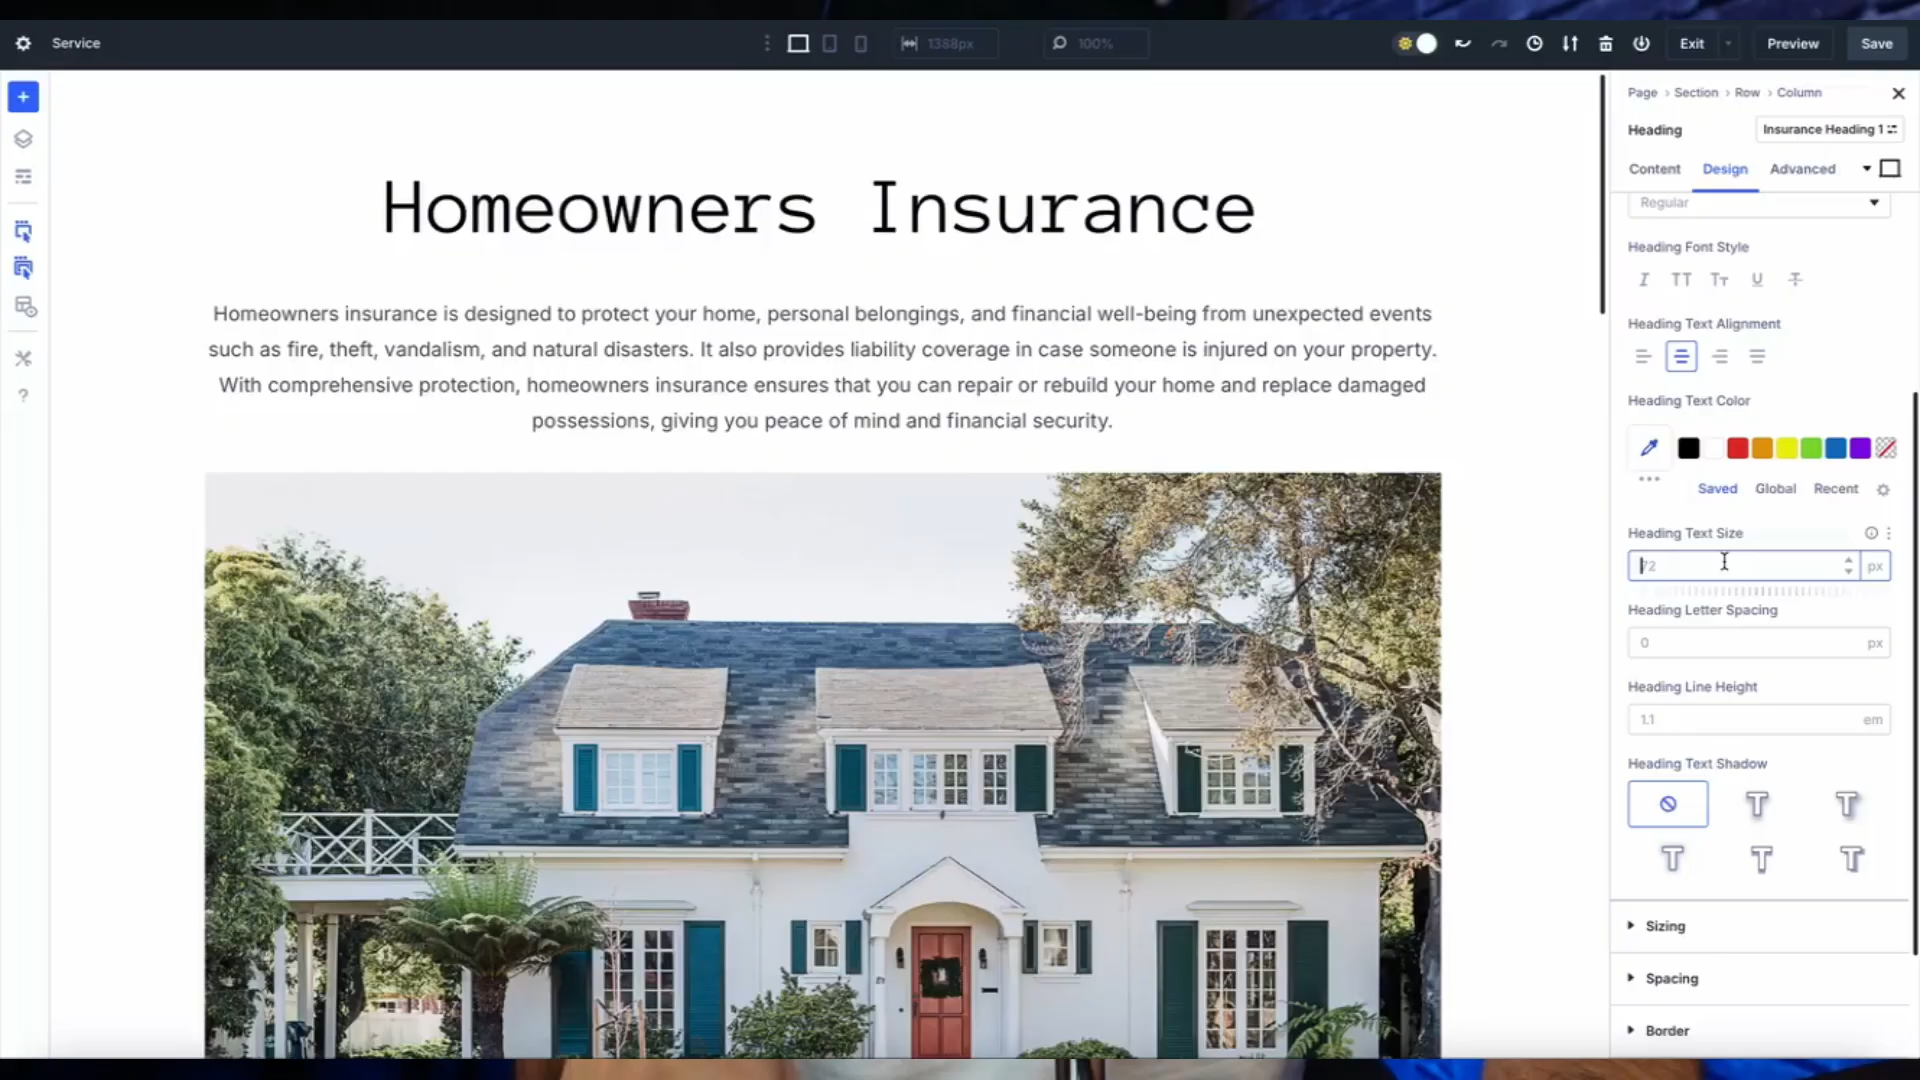 Service
1388px
100%
Exit
Preview
Save
Page > Section > Row > Column
Heading
Insurance Heading 1
Content
Design
Advanced
Regular
Homeowners Insurance
Homeowners insurance is designed to protect your home, personal belongings, and financial well-being from unexpected events
such as fire, theft, vandalism, and natural disasters. It also provides liability coverage in case someone is injured on your property.
With comprehensive protection, homeowners insurance ensures that you can repair or rebuild your home and replace damaged
possessions, giving you peace of mind and financial security.
Heading Font Style
I TT Tт U T
Heading Text Alignment
Heading Text Color
Saved
Global
Recent
Heading Text Size
72
px
Heading Letter Spacing
0
px
Heading Line Height
1.1
em
Heading Text Shadow
T T
T T T
Sizing
Spacing
Border